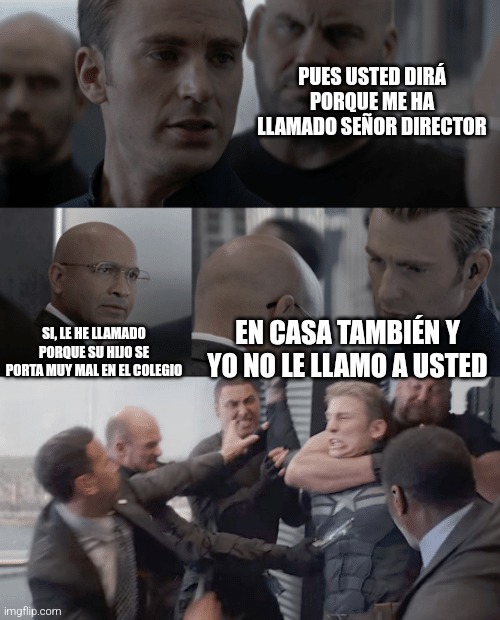 PUES USTED DIRÁ
PORQUE ME HA
LLAMADO SEÑOR DIRECTOR
SI, LE HE LLAMADO
PORQUE SU HIJO SE
PORTA MUY MAL EN EL COLEGIO
EN CASA TAMBIÉN Y
YO NO LE LLAMO A USTED
imgflip.com